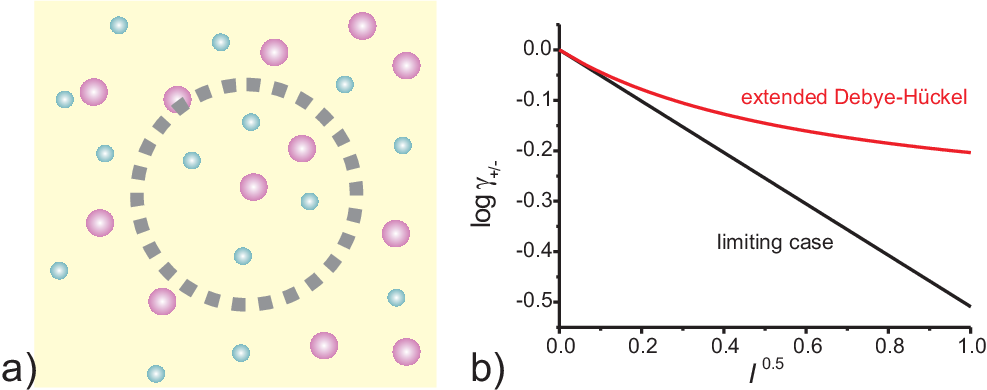 a)
b)
log γ+/-
0.0
-0.1
-0.2
-0.3
-0.4
-0.5
extended Debye-Hückel
limiting case
0.0 0.2 0.4 0.6 0.8 1.0
I 0.5